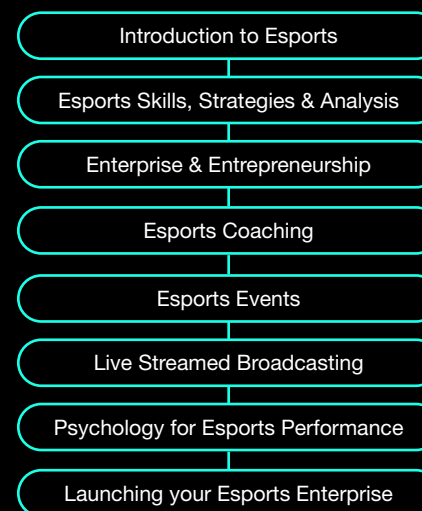 Introduction to Esports
Esports Skills, Strategies & Analysis
Enterprise & Entrepreneurship
Esports Coaching
Esports Events
Live Streamed Broadcasting
Psychology for Esports Performance
Launching your Esports Enterprise